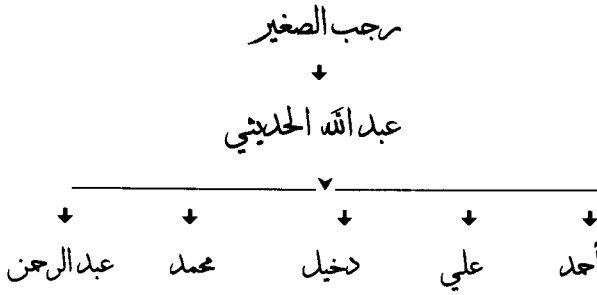 رجب الصغير
عبد الله الحديثي
أحمد علي دخيل محمد عبد الرحمن